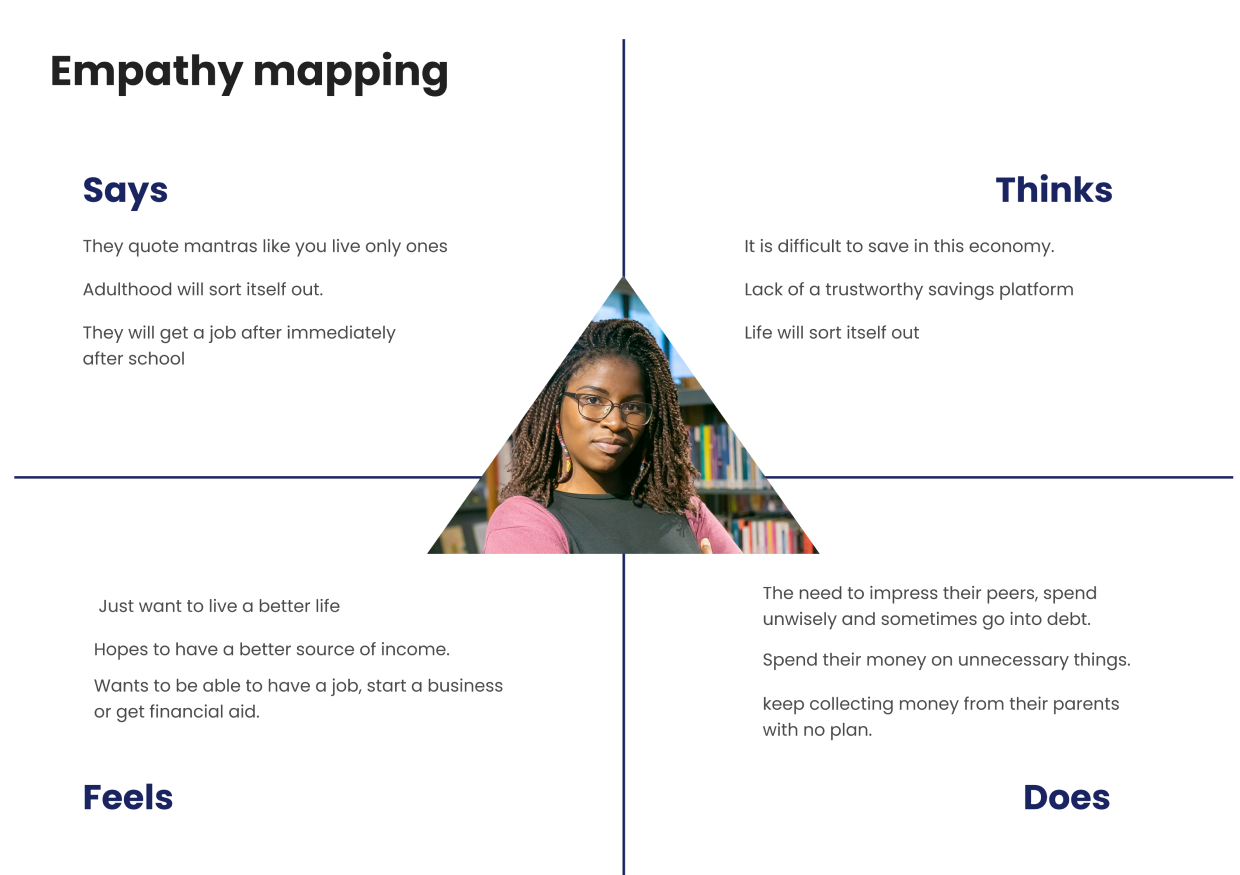 Empathy mapping
Says
They quote mantras like you live only ones
Adulthood will sort itself out.
They will get a job after immediately
after school
Thinks
It is difficult to save in this economy.
Lack of a trustworthy savings platform
Life will sort itself out
Just want to live a better life
Hopes to have a better source of income.
Wants to be able to have a job, start a business
or get financial aid.
Feels
The need to impress their peers, spend
unwisely and sometimes go into debt.
Spend their money on unnecessary things.
keep collecting money from their parents
with no plan.
Does